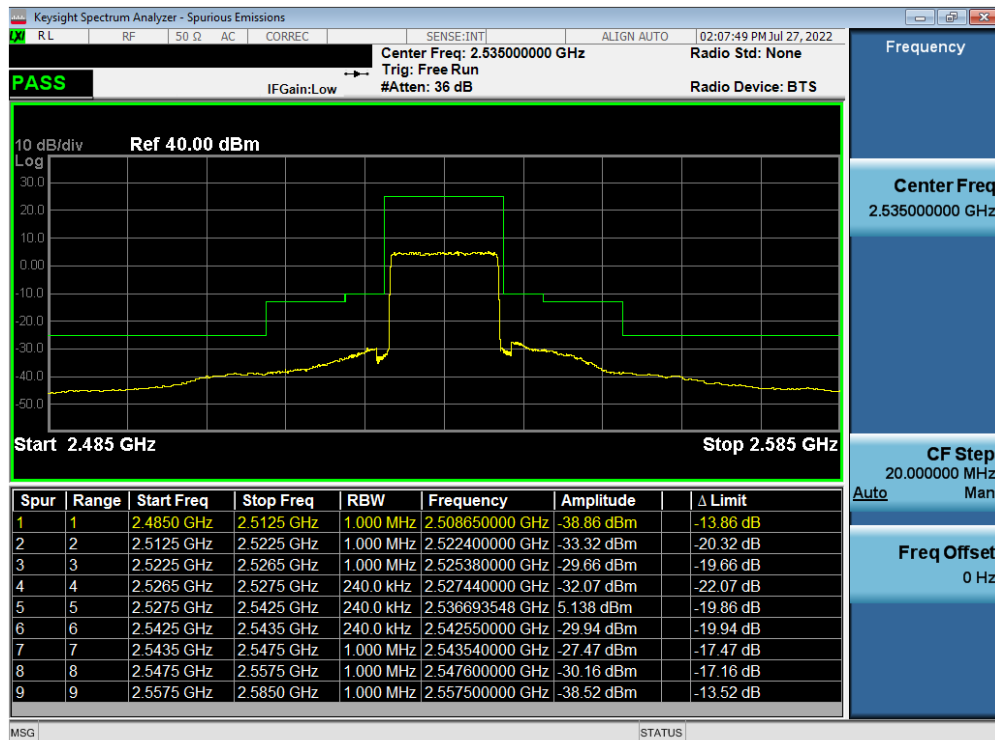 Keysight Spectrum Analyzer - Spurious Emissions
LXI RL RF 50 Ω AC CORREC SENSE:INT ALIGN AUTO 02:07:49 PM Jul 27, 2022
Center Freq: 2.535000000 GHz Radio Std: None
Trig: Free Run
PASS IFGain:Low #Atten: 36 dB Radio Device: BTS
Frequency
10 dB/div Ref 40.00 dBm
Log
30.0
20.0
10.0
0.00
-10.0
-20.0
-30.0
-40.0
-50.0
Start 2.485 GHz Stop 2.585 GHz
Center Freq
2.535000000 GHz
CF Step
20.000000 MHz
Auto Man
Freq Offset
0 Hz
Spur Range Start Freq Stop Freq RBW Frequency Amplitude Δ Limit
1 1 2.4850 GHz 2.5125 GHz 1.000 MHz 2.508650000 GHz -38.86 dBm -13.86 dB
2 2 2.5125 GHz 2.5225 GHz 1.000 MHz 2.522400000 GHz -33.32 dBm -20.32 dB
3 3 2.5225 GHz 2.5265 GHz 1.000 MHz 2.525380000 GHz -29.66 dBm -19.66 dB
4 4 2.5265 GHz 2.5275 GHz 240.0 kHz 2.527440000 GHz -32.07 dBm -22.07 dB
5 5 2.5275 GHz 2.5425 GHz 240.0 kHz 2.536693548 GHz 5.138 dBm -19.86 dB
6 6 2.5425 GHz 2.5435 GHz 240.0 kHz 2.542550000 GHz -29.94 dBm -19.94 dB
7 7 2.5435 GHz 2.5475 GHz 1.000 MHz 2.543540000 GHz -27.47 dBm -17.47 dB
8 8 2.5475 GHz 2.5575 GHz 1.000 MHz 2.547600000 GHz -30.16 dBm -17.16 dB
9 9 2.5575 GHz 2.5850 GHz 1.000 MHz 2.557500000 GHz -38.52 dBm -13.52 dB
MSG STATUS